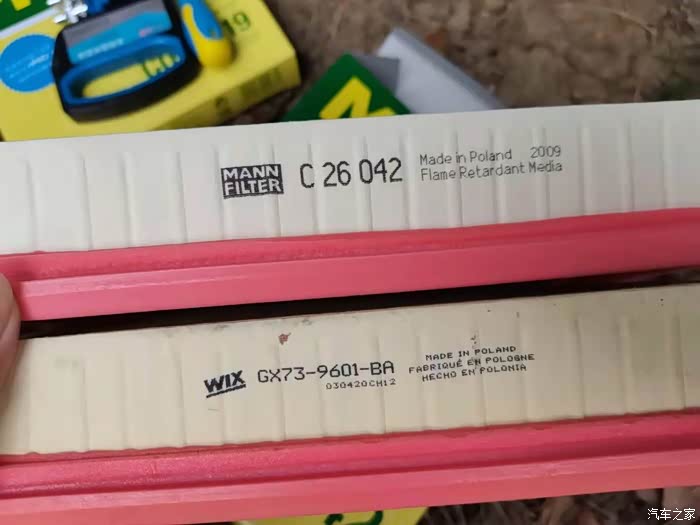 19
MANN
FILTER
C 26 042
Made in Poland 2009
Flame Retardant Media
WIX
GX73-9601-BA
030420CH12
MADE IN POLAND
FABRIQUÉ EN POLOGNE
HECHO EN POLONIA
汽车之家